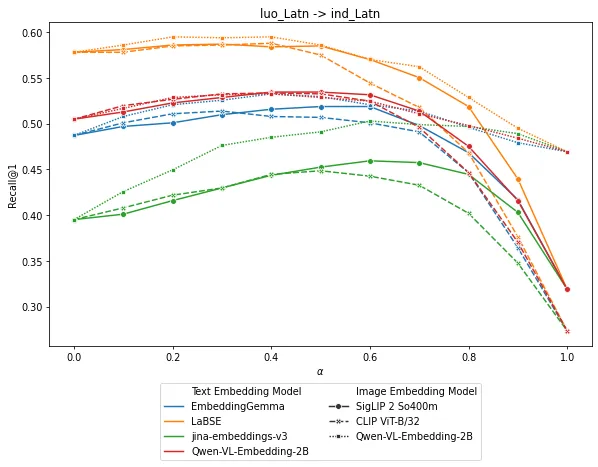 luo_Latn -> ind_Latn
0.60
0.55
0.50
0.45
0.40
0.35
0.30
Recall@1
0.0 0.2 0.4 0.6 0.8 1.0
α
Text Embedding Model
EmbeddingGemma
LaBSE
jina-embeddings-v3
Qwen-VL-Embedding-2B
Image Embedding Model
SigLIP 2 So400m
CLIP ViT-B/32
Qwen-VL-Embedding-2B